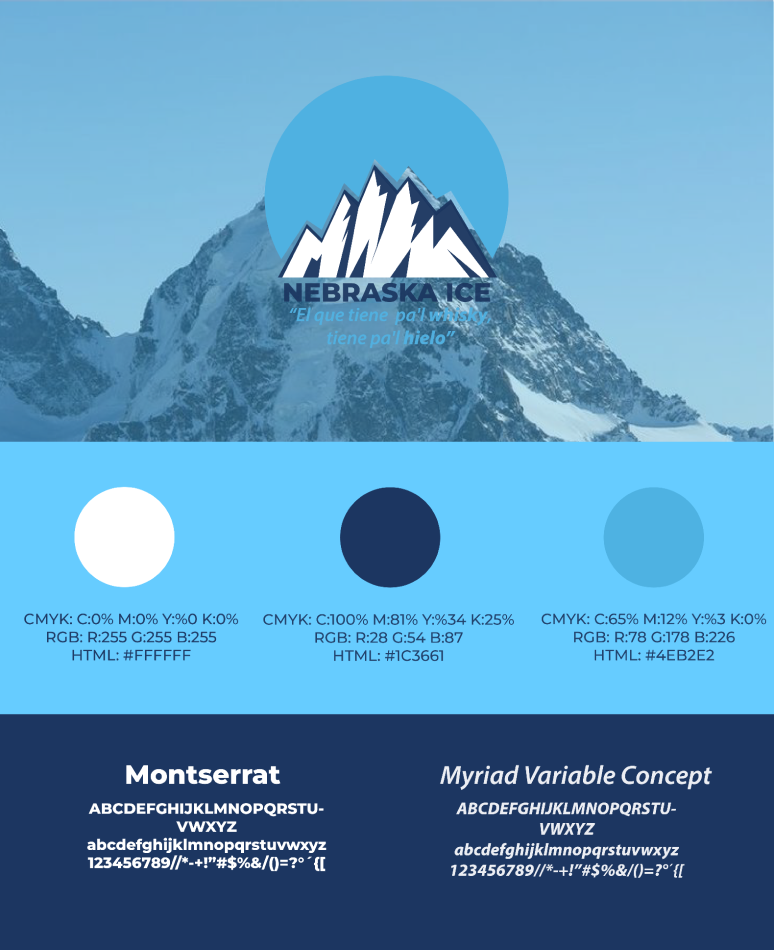 NEBRASKA ICE
“El que tiene pa'l whisky,
tiene pa'l hielo”
CMYK: C:0% M:0% Y:%0 K:0%
RGB: R:255 G:255 B:255
HTML: #FFFFFF
CMYK: C:100% M:81% Y:%34 K:25%
RGB: R:28 G:54 B:87
HTML: #1C3661
CMYK: C:65% M:12% Y:%3 K:0%
RGB: R:78 G:178 B:226
HTML: #4EB2E2
Montserrat
ABCDEFGHIJKLMNOPQRSTU-
VWXYZ
abcdefghijklmnopqrstuvwxyz
123456789//*-+!”#$%&/()=?°´{[
Myriad Variable Concept
ABCDEFGHIJKLMNOPQRSTU-
VWXYZ
abcdefghijklmnopqrstuvwxyz
123456789//*-+!”#$%&/()=?°´{[